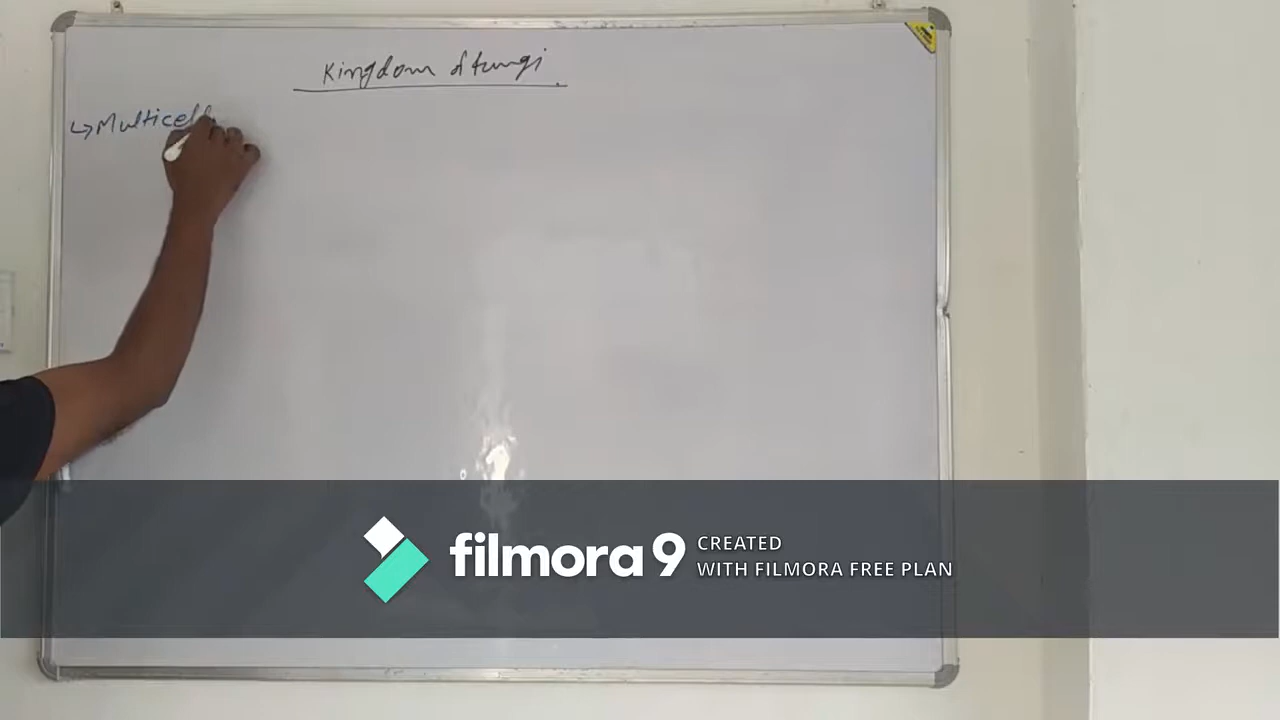 Kingdom of fungi
↳ Multicell
filmora 9
CREATED
WITH FILMORA FREE PLAN